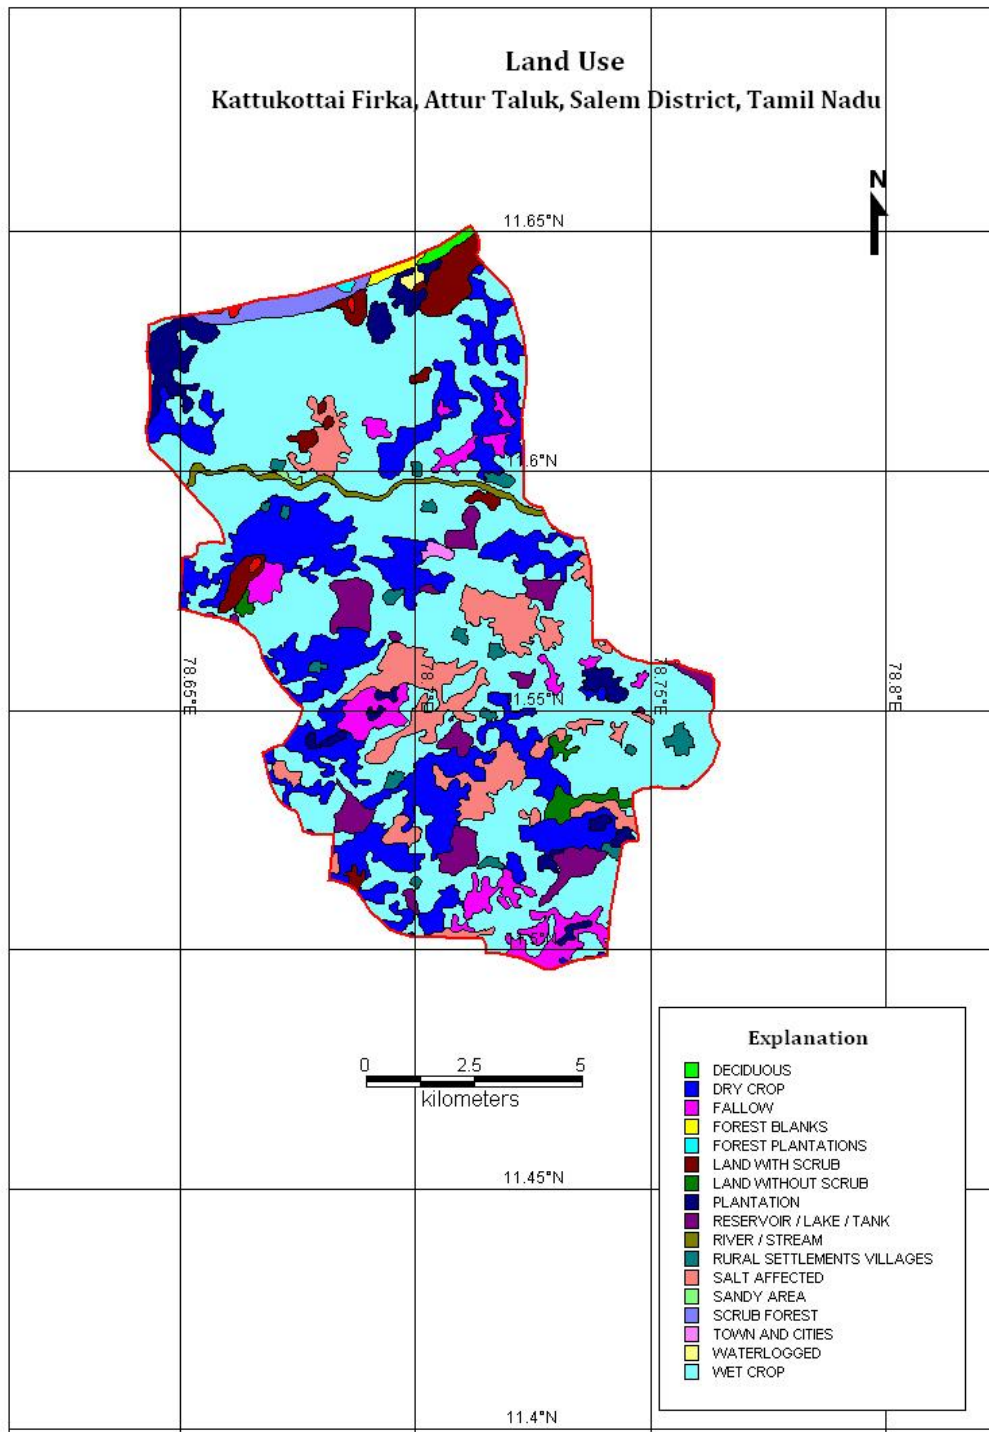 Land Use
Kattukottai Firka, Attur Taluk, Salem District, Tamil Nadu
N
11.65°N
11.6°N
78.65°E
78.75°E
78.8°E
11.55°N
0 2.5 5
kilometers
Explanation
DECIDUOUS
DRY CROP
FALLOW
FOREST BLANKS
FOREST PLANTATIONS
LAND WITH SCRUB
LAND WITHOUT SCRUB
PLANTATION
RESERVOIR / LAKE / TANK
RIVER / STREAM
RURAL SETTLEMENTS VILLAGES
SALT AFFECTED
SANDY AREA
SCRUB FOREST
TOWN AND CITIES
WATERLOGGED
WET CROP
11.45°N
11.4°N